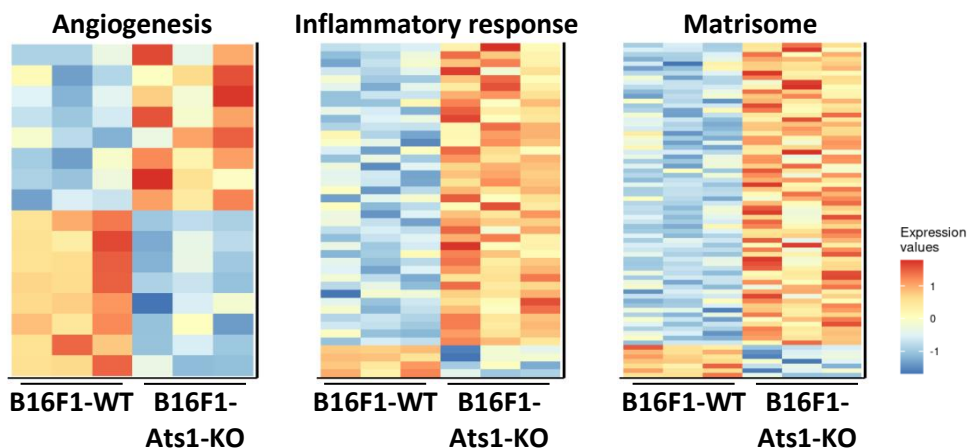 Angiogenesis
Inflammatory response
Matrisome
Expression
values
1
0
-1
B16F1-WT
B16F1-
Ats1-KO
B16F1-WT
B16F1-
Ats1-KO
B16F1-WT
B16F1-
Ats1-KO